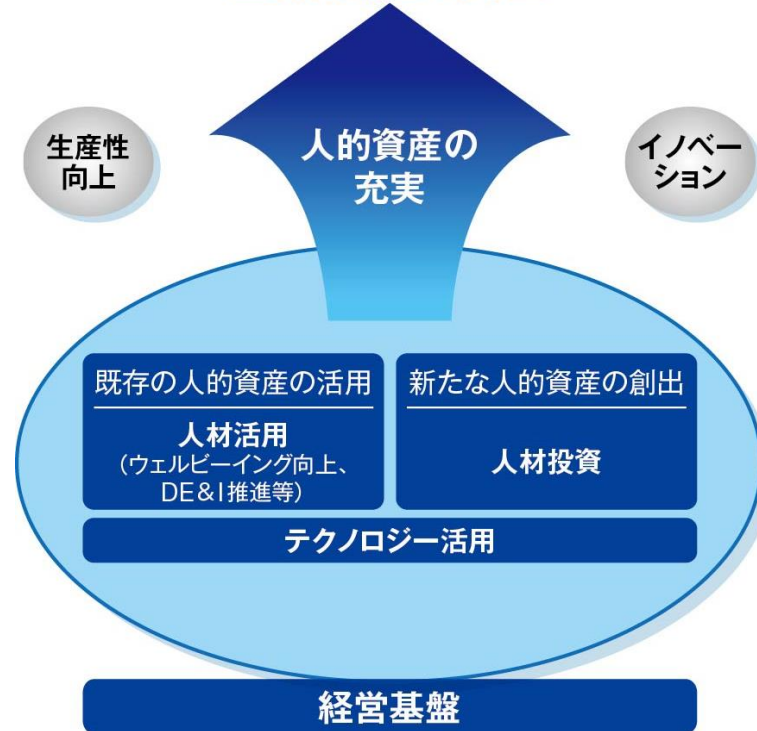 生産性
向上
人的資産の
充実
イノベー
ション
既存の人的資産の活用
人材活用
（ウェルビーイング向上、
DE&I推進等）
新たな人的資産の創出
人材投資
テクノロジー活用
経営基盤